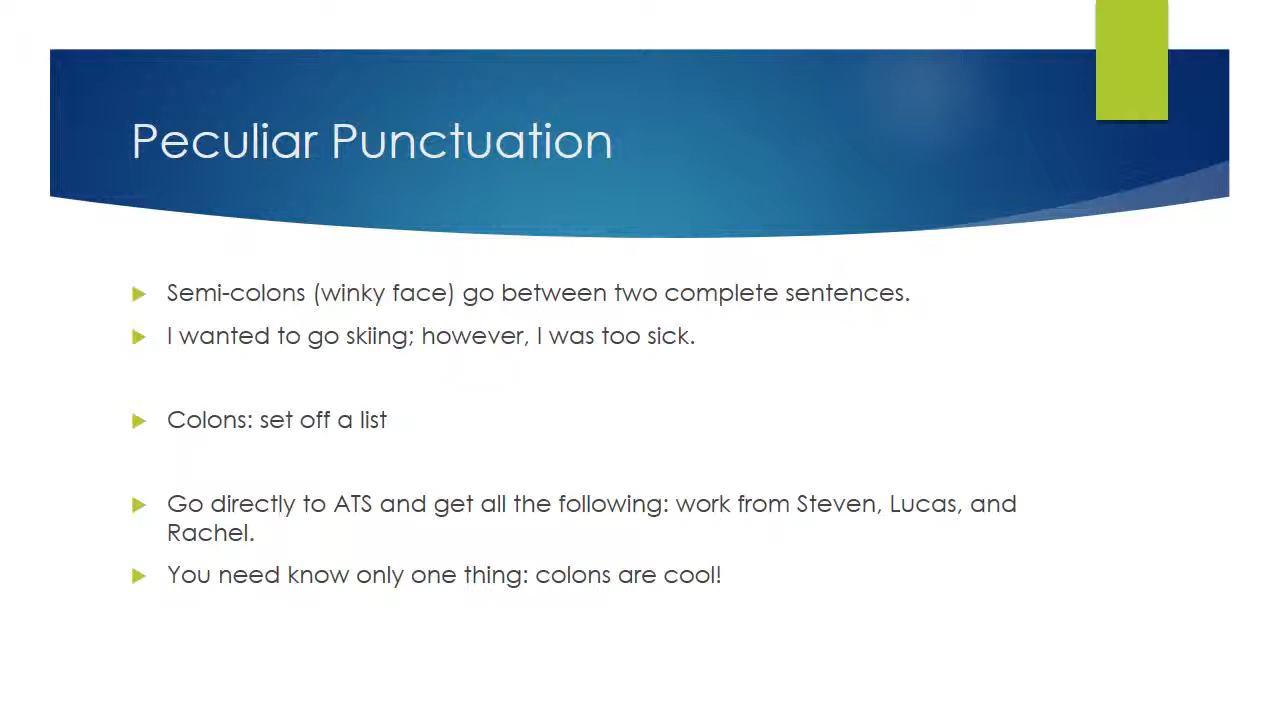 Peculiar Punctuation
Semi-colons (winky face) go between two complete sentences.
I wanted to go skiing; however, I was too sick.
Colons: set off a list
Go directly to ATS and get all the following: work from Steven, Lucas, and
Rachel.
You need know only one thing: colons are cool!